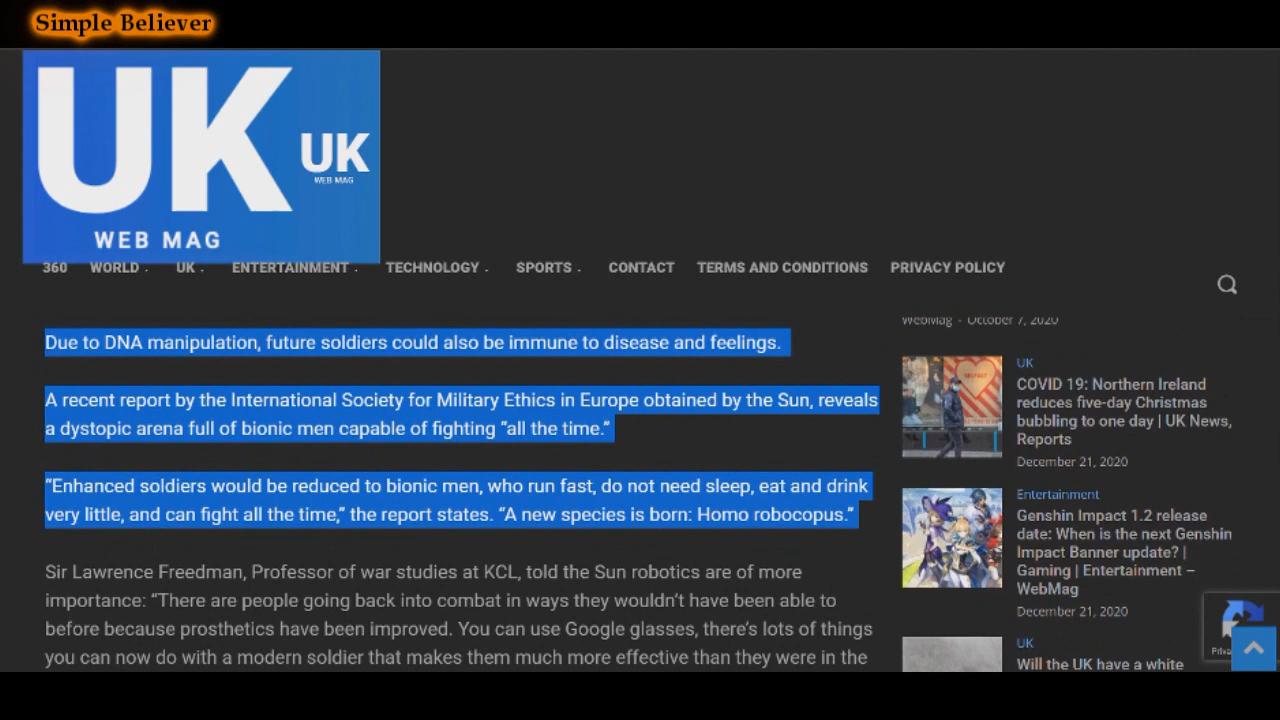 Simple Believer
UK
WEB MAG
UK
WEB MAG
360 WORLD UK ENTERTAINMENT TECHNOLOGY SPORTS CONTACT TERMS AND CONDITIONS PRIVACY POLICY
Due to DNA manipulation, future soldiers could also be immune to disease and feelings.
A recent report by the International Society for Military Ethics in Europe obtained by the Sun, reveals
a dystopic arena full of bionic men capable of fighting “all the time.”
“Enhanced soldiers would be reduced to bionic men, who run fast, do not need sleep, eat and drink
very little, and can fight all the time,” the report states. “A new species is born: Homo robocopus.”
Sir Lawrence Freedman, Professor of war studies at KCL, told the Sun robotics are of more
importance: “There are people going back into combat in ways they wouldn’t have been able to
before because prosthetics have been improved. You can use Google glasses, there’s lots of things
you can now do with a modern soldier that makes them much more effective than they were in the
WebMag - October 7, 2020
UK
COVID 19: Northern Ireland
reduces five-day Christmas
bubbling to one day | UK News,
Reports
December 21, 2020
Entertainment
Genshin Impact 1.2 release
date: When is the next Genshin
Impact Banner update? |
Gaming | Entertainment –
WebMag
December 21, 2020
UK
Will the UK have a white